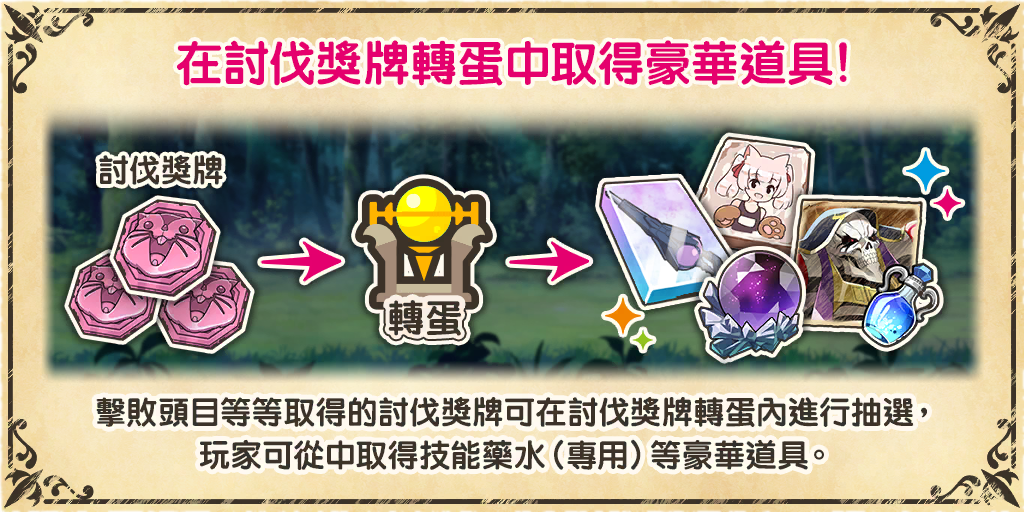 在討伐獎牌轉蛋中取得豪華道具!
討伐獎牌
轉蛋
擊敗頭目等等取得的討伐獎牌可在討伐獎牌轉蛋內進行抽選，
玩家可從中取得技能藥水（專用）等豪華道具。